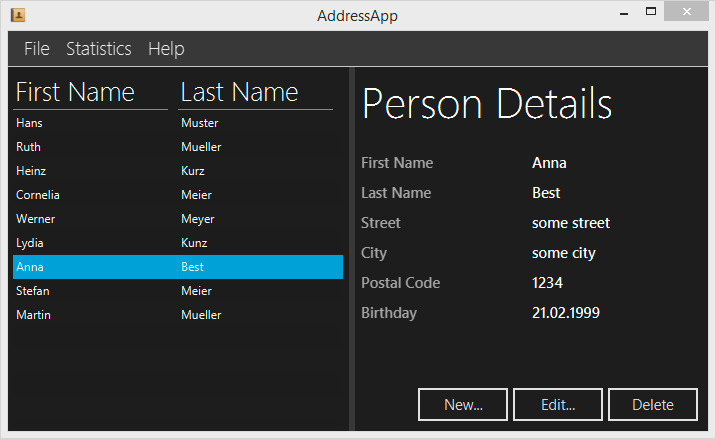 AddressApp
File Statistics Help
First Name Last Name
Hans Muster
Ruth Mueller
Heinz Kurz
Cornelia Meier
Werner Meyer
Lydia Kunz
Anna Best
Stefan Meier
Martin Mueller
Person Details
First Name Anna
Last Name Best
Street some street
City some city
Postal Code 1234
Birthday 21.02.1999
New... Edit... Delete